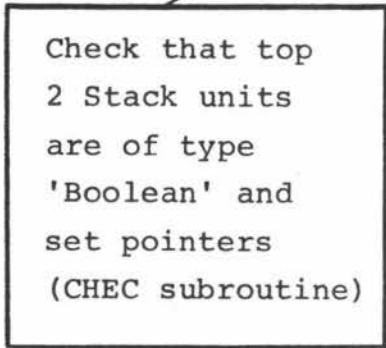 Check that top
2 Stack units
are of type
'Boolean' and
set pointers
(CHEC subroutine)